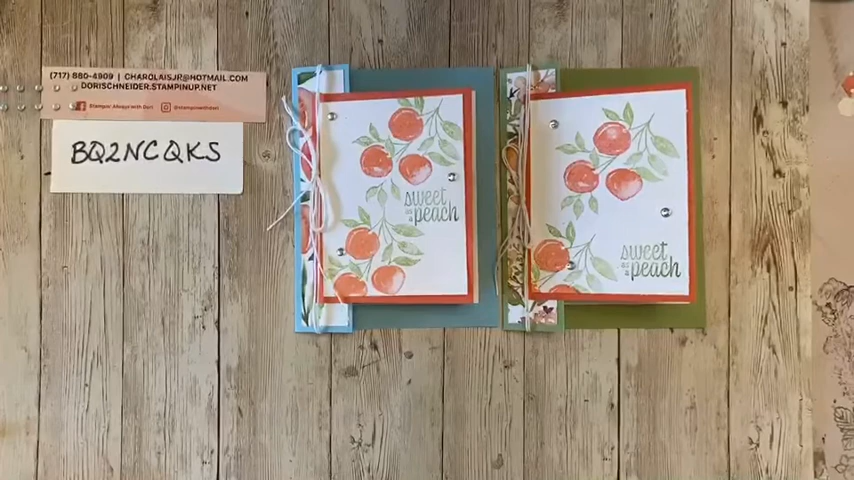 (717) 880-4909 | CHAROLAISJR@HOTMAIL.COM
DORISCHNEIDER.STAMPINUP.NET
Stampin' Always with Dori
@stampinwithdori
BQ2NCQKS
sweet
as a
peach
sweet
as a
peach